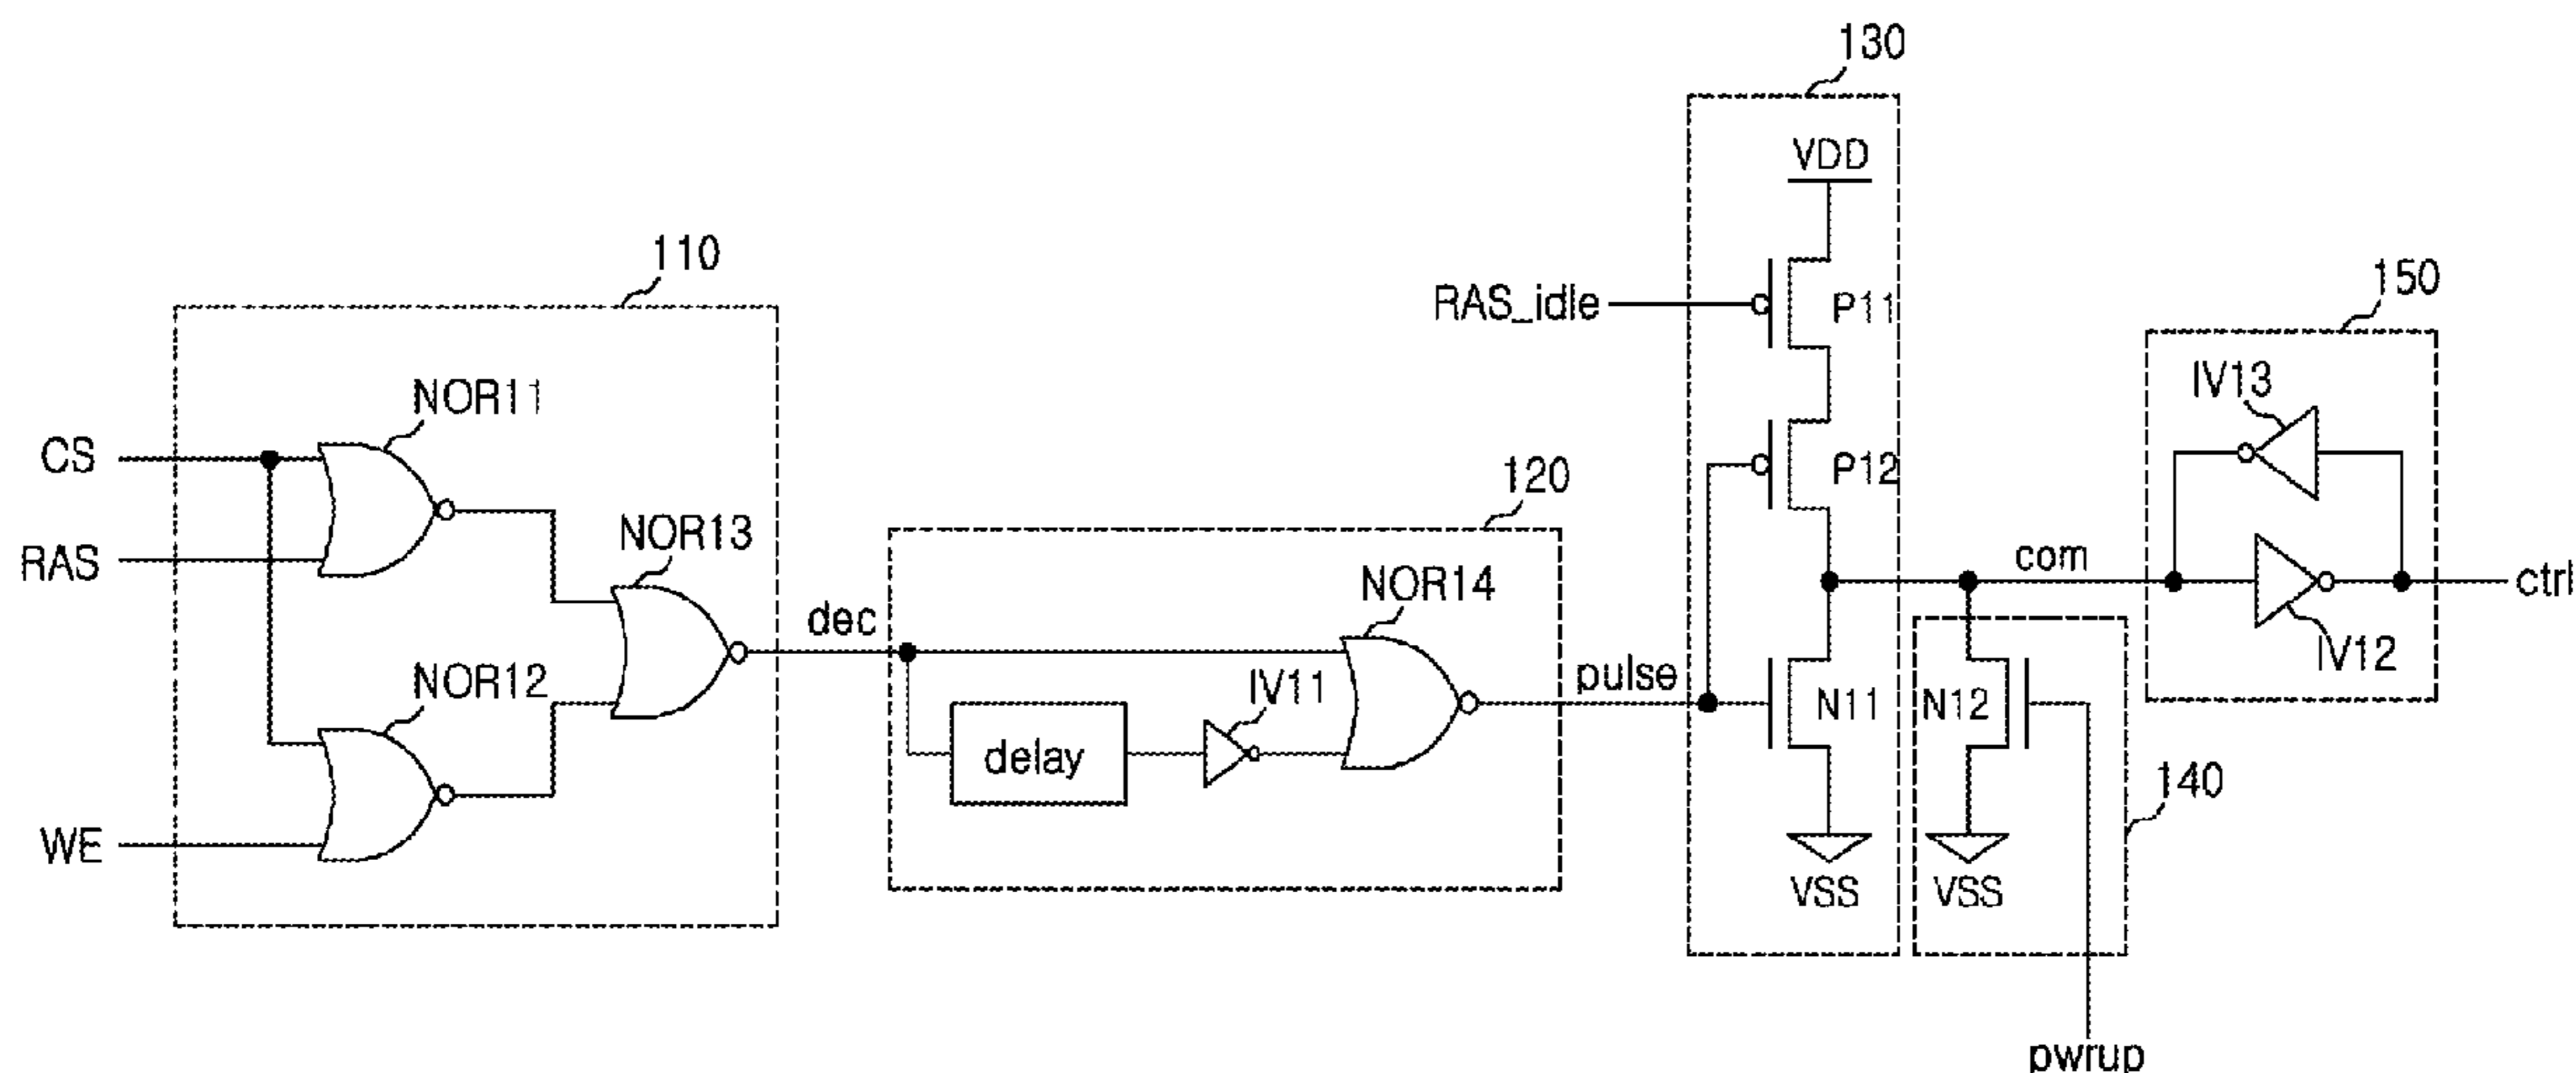 130
VDD
110
RAS_idle
P11
150
NOR11
IV13
CS
P12
120
NOR13
com
NOR14
ctrl
RAS
dec
IV12
NOR12
IV11
pulse
N11
N12
delay
140
WE
VSS
VSS
pwrup